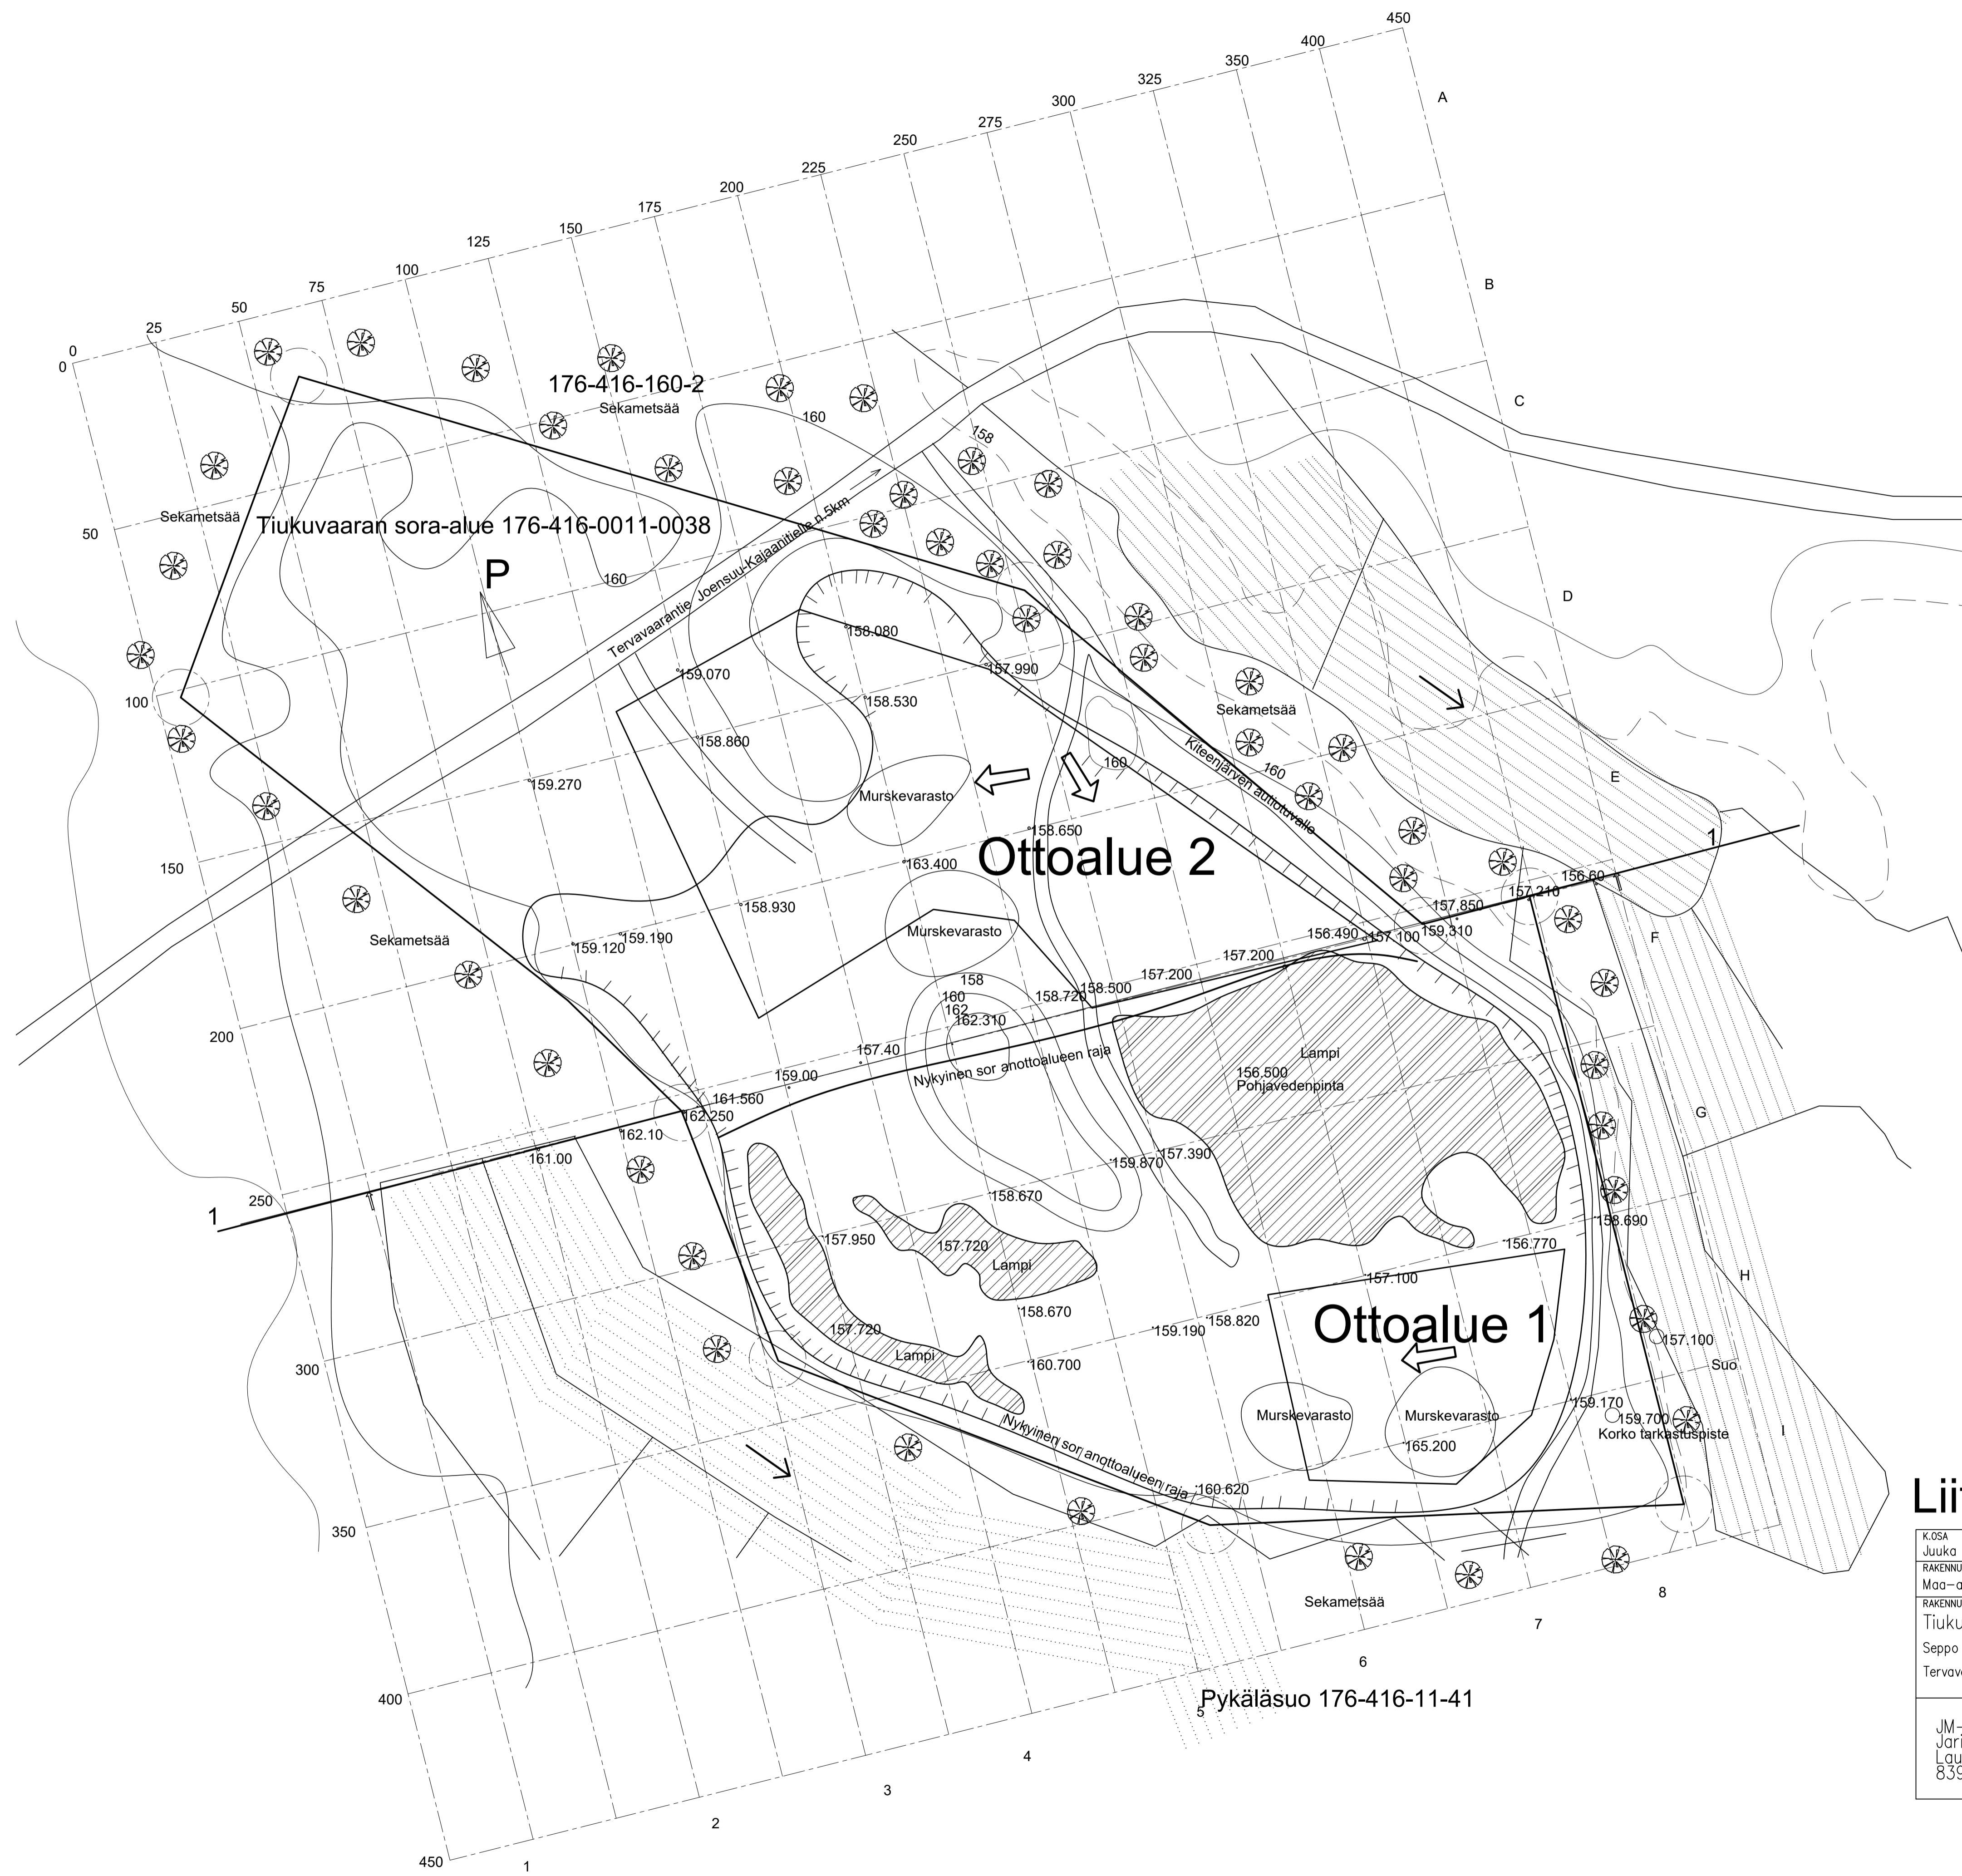 450
400
350
325
300
275
250
225
200
175
150
125
100
75
50
25
0
0
A
B
C
D
E
F
G
H
I
50
100
150
200
250
300
350
400
450
1
2
3
4
5
6
7
8
176-416-160-2
Sekametsää
160
158
Sekametsää
Tiukuvaaran sora-alue 176-416-0011-0038
P
160
Tervavaarantie Joensuu-Kajaanitielle n.5km
158.080
159.070
157.990
158.530
158.860
Sekametsää
Kiteenjärven autiotuvalle
160
160
159.270
Murskevarasto
158.650
Ottoalue 2
163.400
1
156.60
157.210
157.850
158.930
159.310
Murskevarasto
156.490
157.100
159.190
159.120
Sekametsää
157.200
157.200
158
158.500
158.720
160
162
162.310
157.40
Nykyinen sor anottoalueen raja
Lampi
156.500
Pohjavedenpinta
159.00
161.560
162.250
162.10
161.00
157.390
159.870
158.670
1
158.690
157.950
157.720
Lampi
156.770
157.100
158.670
158.820
159.190
Ottoalue 1
157.720
Lampi
160.700
157.100
Suo
159.170
159.700
Korko tarkastuspiste
Murskevarasto
Murskevarasto
165.200
Nykyinen sor anottoalueen raja
160.620
Sekametsää
Pykäläsuo 176-416-11-41
K.OSA
Juuka
Seppo